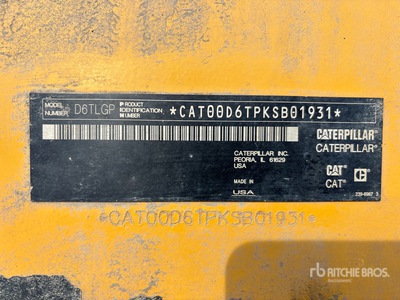 MODEL NUMBER D6TLGP PRODUCT IDENTIFICATION NUMBER *CAT00D6TPKSB01931*
CATERPILLAR
CATERPILLAR INC.
PEORIA, IL 61629
USA
CATERPILLAR
CAT C
CAT
MADE IN
USA
*CAT00D6TPKSB01931*
rb RITCHIE BROS